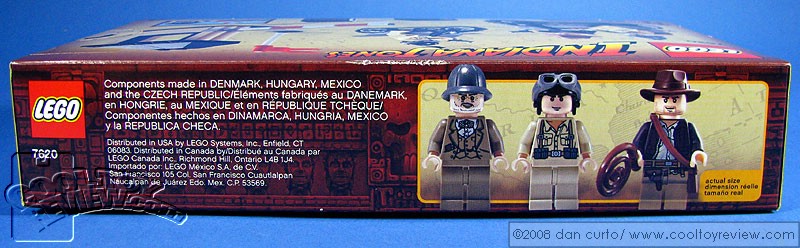 INDIANA JONES
LEGO
LEGO
7620
Components made in DENMARK, HUNGARY, MEXICO
and the CZECH REPUBLIC/Éléments fabriqués au DANEMARK,
en HONGRIE, au MEXIQUE et en RÉPUBLIQUE TCHÈQUE/
Componentes hechos en DINAMARCA, HUNGRIA, MEXICO
y la REPUBLICA CHECA.
Distributed in USA by LEGO Systems, Inc., Enfield, CT
06083. Distributed in Canada by/Distribué au Canada par
LEGO Canada Inc., Richmond Hill, Ontario L4B 1J4.
Importado por: LEGO México S.A. de C.V.
San Francisco 105 Col. San Francisco Cuautlalpan
Naucalpan de Juárez Edo. Mex. C.P. 53569.
actual size
dimension réelle
tamaño real
©2008 dan curto/ www.cooltoyreview.com